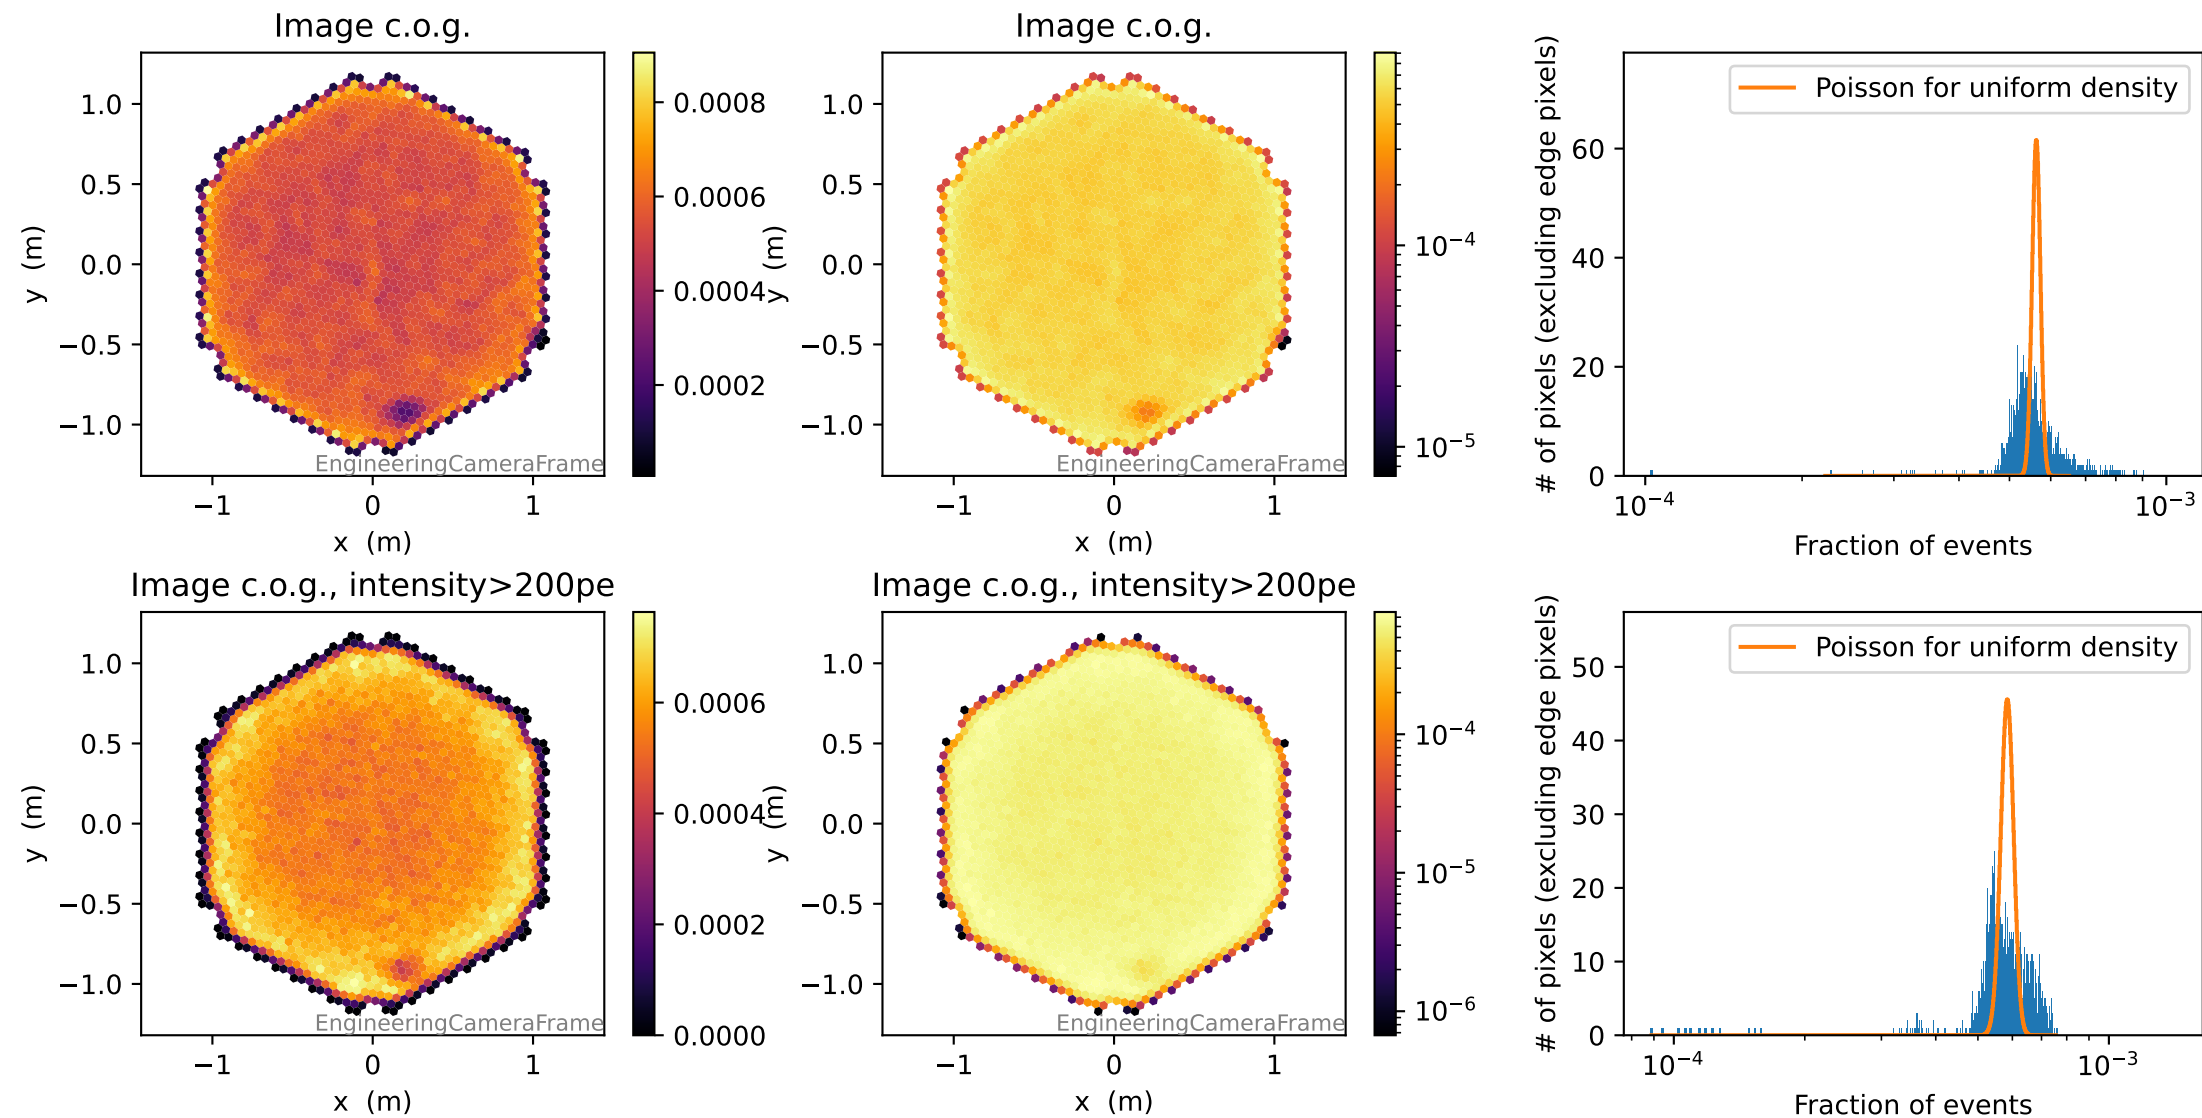 Image c.o.g.
1.0
0.5
0.0
−0.5
−1.0
y (m)
−1
0
1
x (m)
EngineeringCameraFrame
0.0008
0.0006
0.0004
0.0002
Image c.o.g.
1.0
0.5
0.0
−0.5
−1.0
y (m)
−1
0
1
x (m)
EngineeringCameraFrame
10−4
10−5
# of pixels (excluding edge pixels)
60
40
20
0
Poisson for uniform density
10−4
10−3
Fraction of events
Image c.o.g., intensity>200pe
1.0
0.5
0.0
−0.5
−1.0
y (m)
−1
0
1
x (m)
EngineeringCameraFrame
0.0006
0.0004
0.0002
0.0000
Image c.o.g., intensity>200pe
1.0
0.5
0.0
−0.5
−1.0
y (m)
−1
0
1
x (m)
EngineeringCameraFrame
10−4
10−5
10−6
# of pixels (excluding edge pixels)
50
40
30
20
10
0
Poisson for uniform density
10−4
10−3
Fraction of events